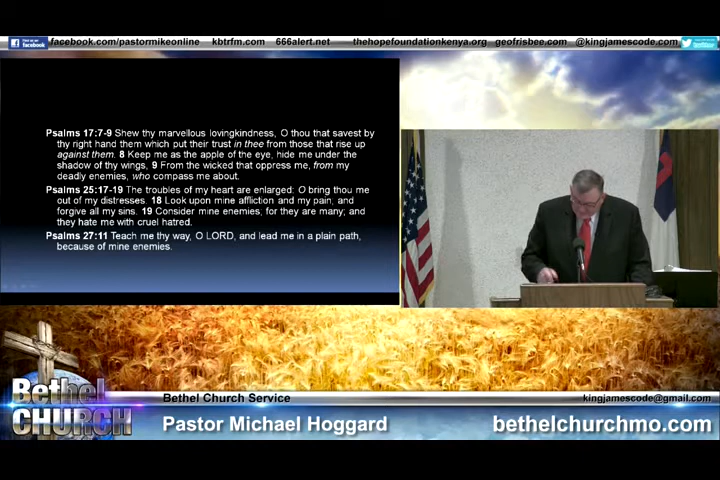 facebook.com/pastormikeonline kbtrfm.com 666alert.net thehopefoundationkenya.org geofrisbee.com @kingjamescode.com
Psalms 17:7-9 Shew thy marvellous lovingkindness, O thou that savest by
thy right hand them which put their trust in thee from those that rise up
against them. 8 Keep me as the apple of the eye, hide me under the
shadow of thy wings, 9 From the wicked that oppress me, from my
deadly enemies, who compass me about.
Psalms 25:17-19 The troubles of my heart are enlarged: O bring thou me
out of my distresses. 18 Look upon mine affliction and my pain; and
forgive all my sins. 19 Consider mine enemies; for they are many; and
they hate me with cruel hatred.
Psalms 27:11 Teach me thy way, O LORD, and lead me in a plain path,
because of mine enemies.
Bethel
CHURCH
Bethel Church Service kingjamescode@gmail.com
Pastor Michael Hoggard bethelchurchmo.com